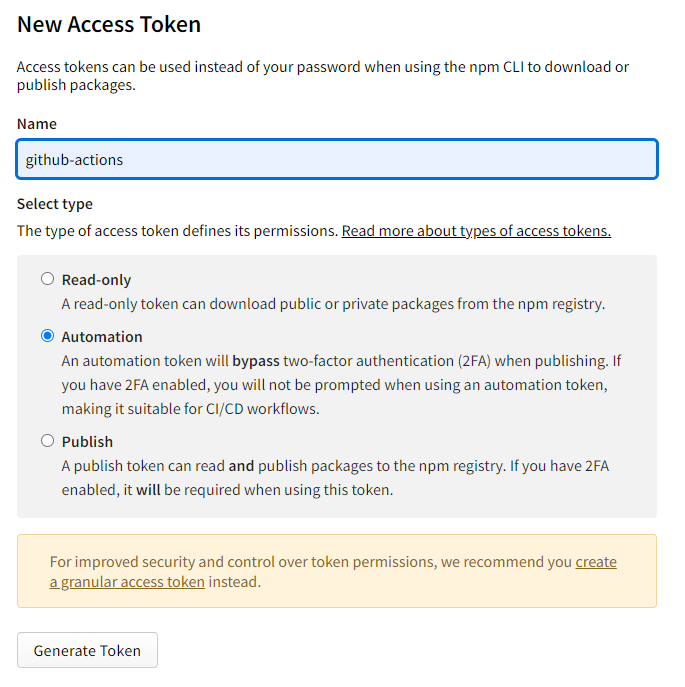 New Access Token
Access tokens can be used instead of your password when using the npm CLI to download or
publish packages.
Name
github-actions
Select type
The type of access token defines its permissions. Read more about types of access tokens.
Read-only
A read-only token can download public or private packages from the npm registry.
Automation
An automation token will bypass two-factor authentication (2FA) when publishing. If
you have 2FA enabled, you will not be prompted when using an automation token,
making it suitable for CI/CD workflows.
Publish
A publish token can read and publish packages to the npm registry. If you have 2FA
enabled, it will be required when using this token.
For improved security and control over token permissions, we recommend you create
a granular access token instead.
Generate Token